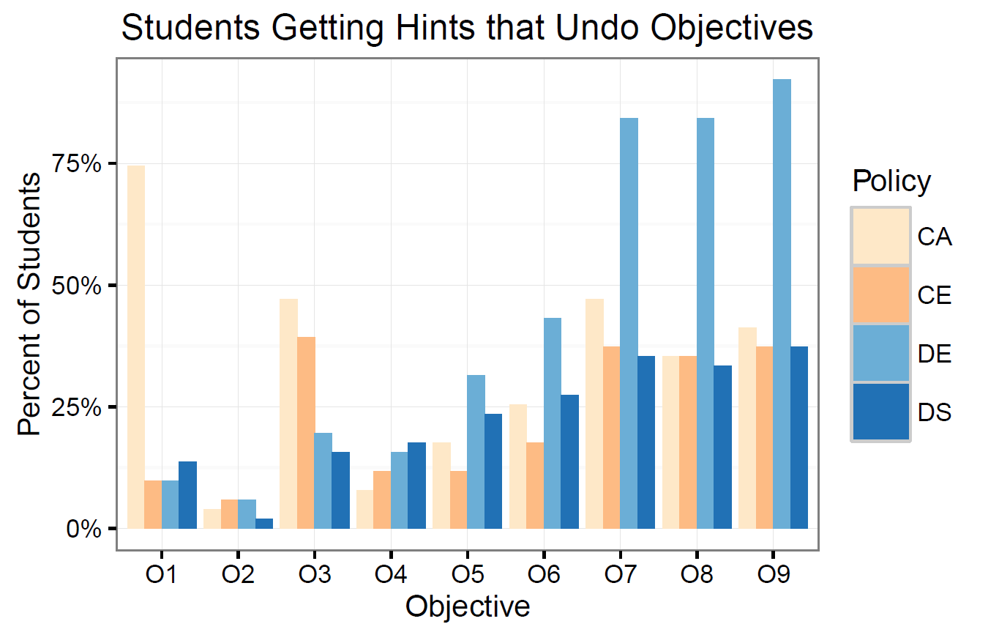 Students Getting Hints that Undo Objectives
Percent of Students
75%
50%
25%
0%
O1 O2 O3 O4 O5 O6 O7 O8 O9
Objective
Policy
CA
CE
DE
DS